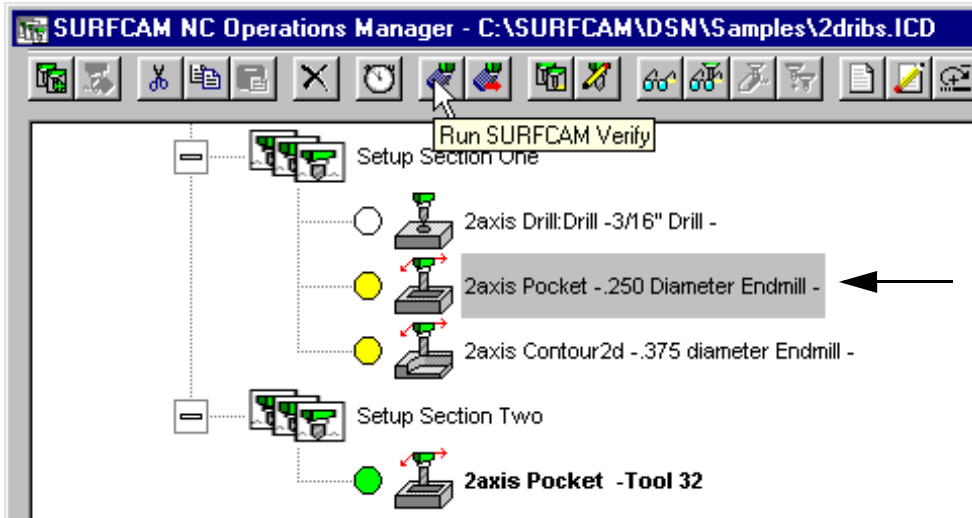 SURFCAM NC Operations Manager - C:\SURFCAM\DSN\Samples\2dribs.ICD
Run SURFCAM Verify
Setup Section One
2axis Drill:Drill -3/16" Drill -
2axis Pocket -.250 Diameter Endmill -
2axis Contour2d -.375 diameter Endmill -
Setup Section Two
2axis Pocket -Tool 32